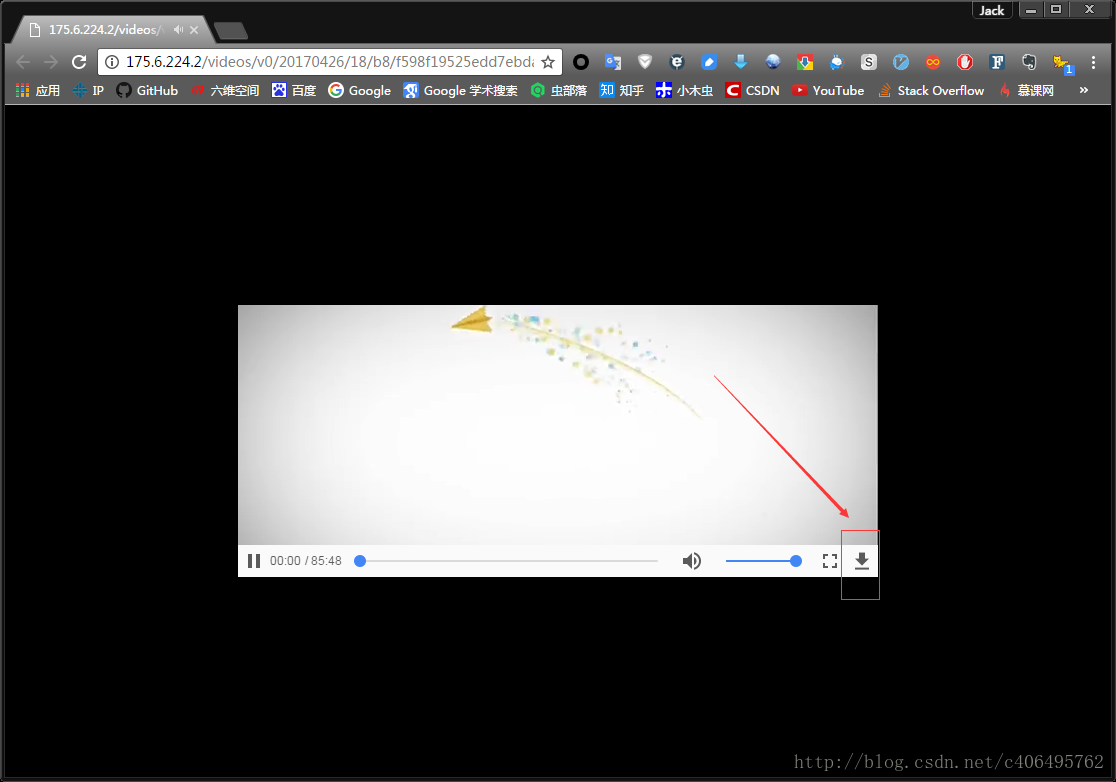 Jack
175.6.224.2/videos/
175.6.224.2/videos/v0/20170426/18/b8/f598f19525edd7ebda
应用 IP GitHub 六维空间 百度 Google Google 学术搜索 虫部落 知 知乎 小木虫 CSDN YouTube Stack Overflow 慕课网 »
00:00 / 85:48
http://blog.csdn.net/c406495762